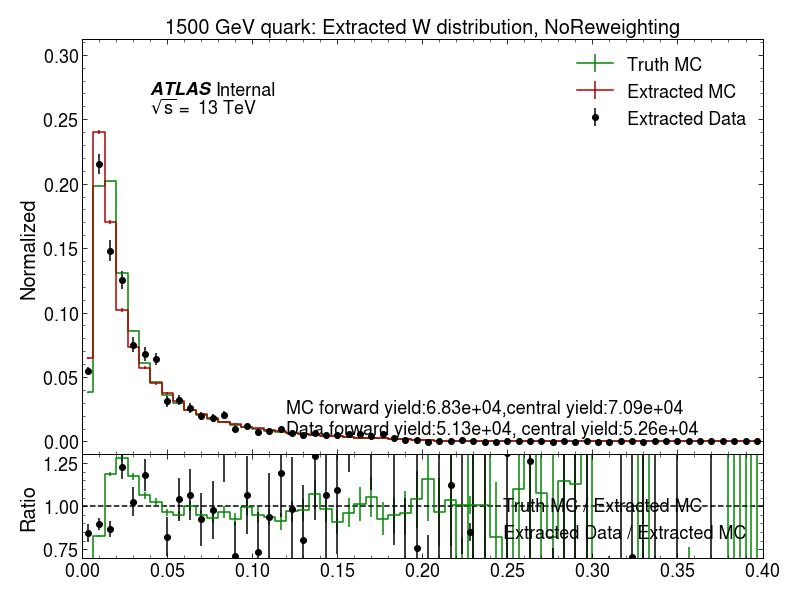 1500 GeV quark: Extracted W distribution, NoReweighting
0.30
0.25
0.20
0.15
0.10
0.05
0.00
Normalized
ATLAS Internal
√s = 13 TeV
Truth MC
Extracted MC
Extracted Data
MC forward yield:6.83e+04,central yield:7.09e+04
Data forward yield:5.13e+04, central yield:5.26e+04
1.25
1.00
0.75
Ratio
Truth MC / Extracted MC
Extracted Data / Extracted MC
0.00 0.05 0.10 0.15 0.20 0.25 0.30 0.35 0.40